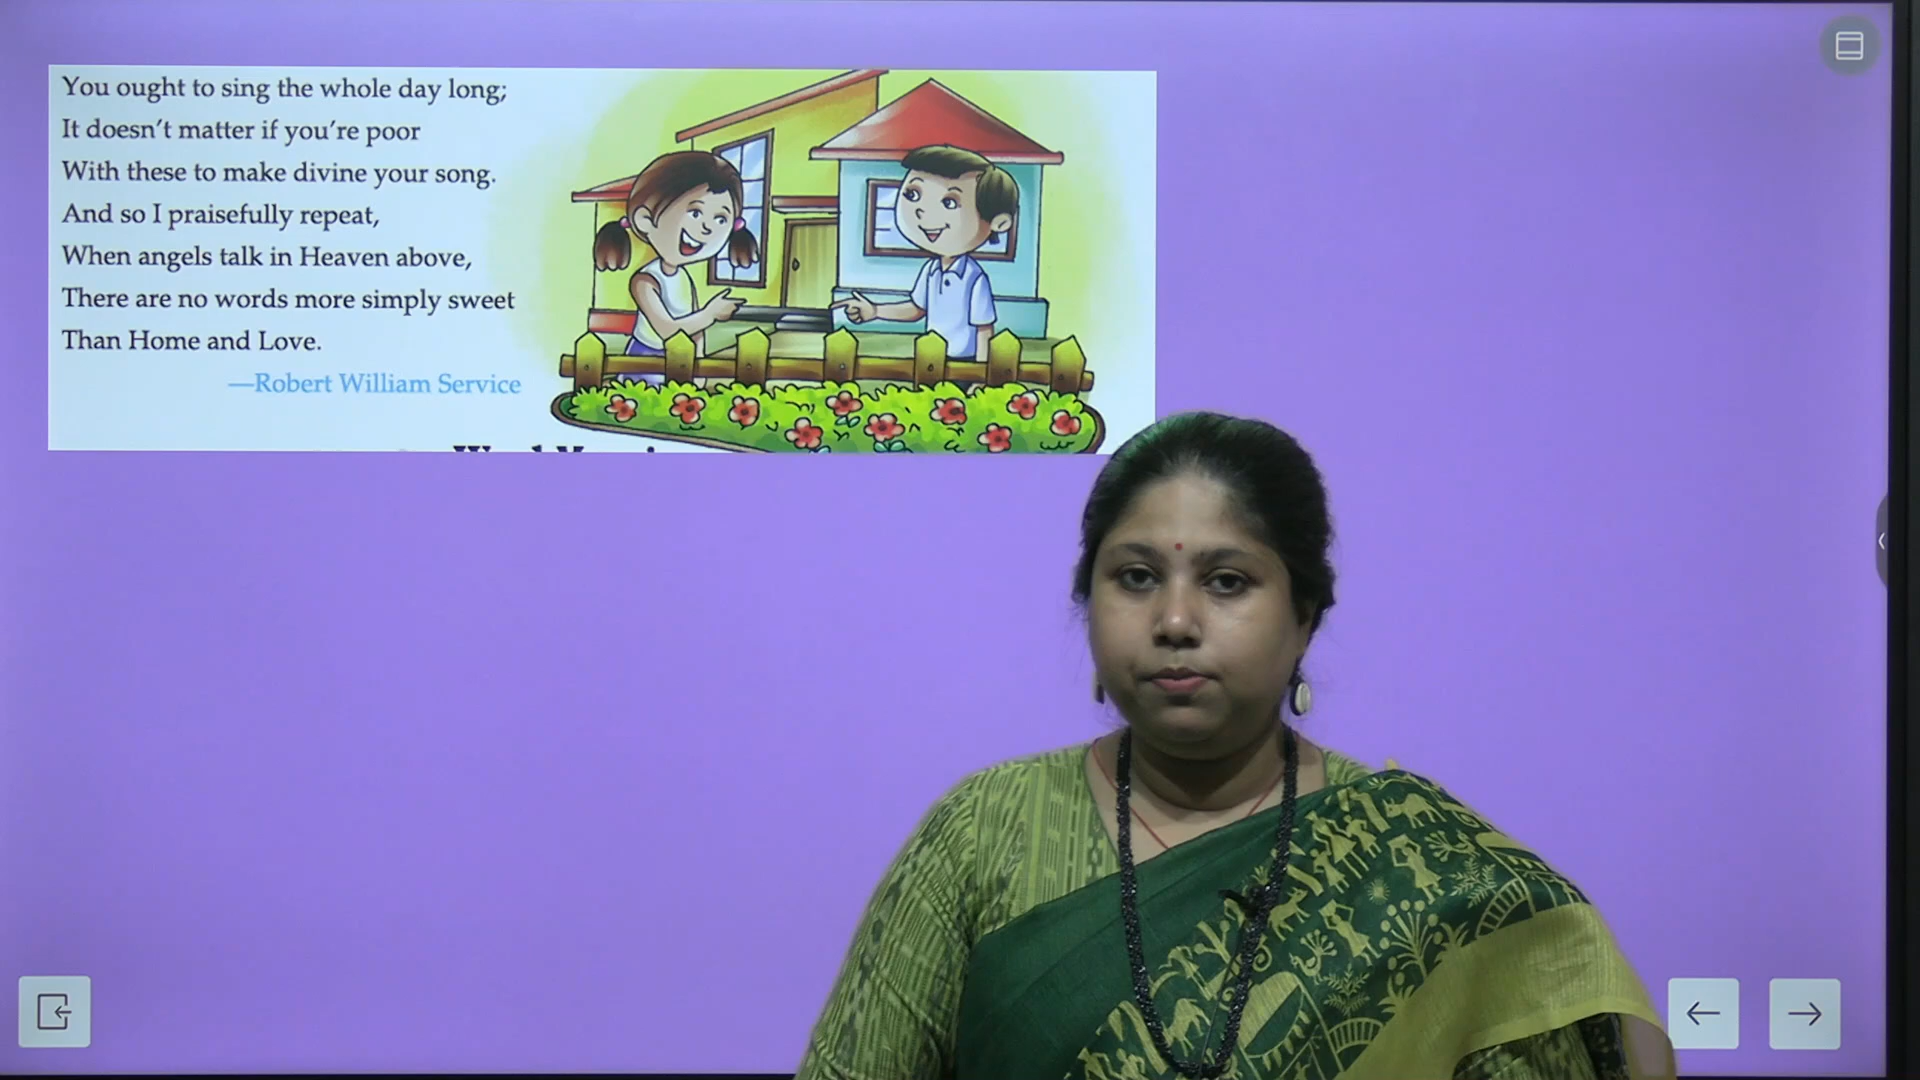 You ought to sing the whole day long;
It doesn't matter if you're poor
With these to make divine your song.
And so I praisefully repeat,
When angels talk in Heaven above,
There are no words more simply sweet
Than Home and Love.
—Robert William Service